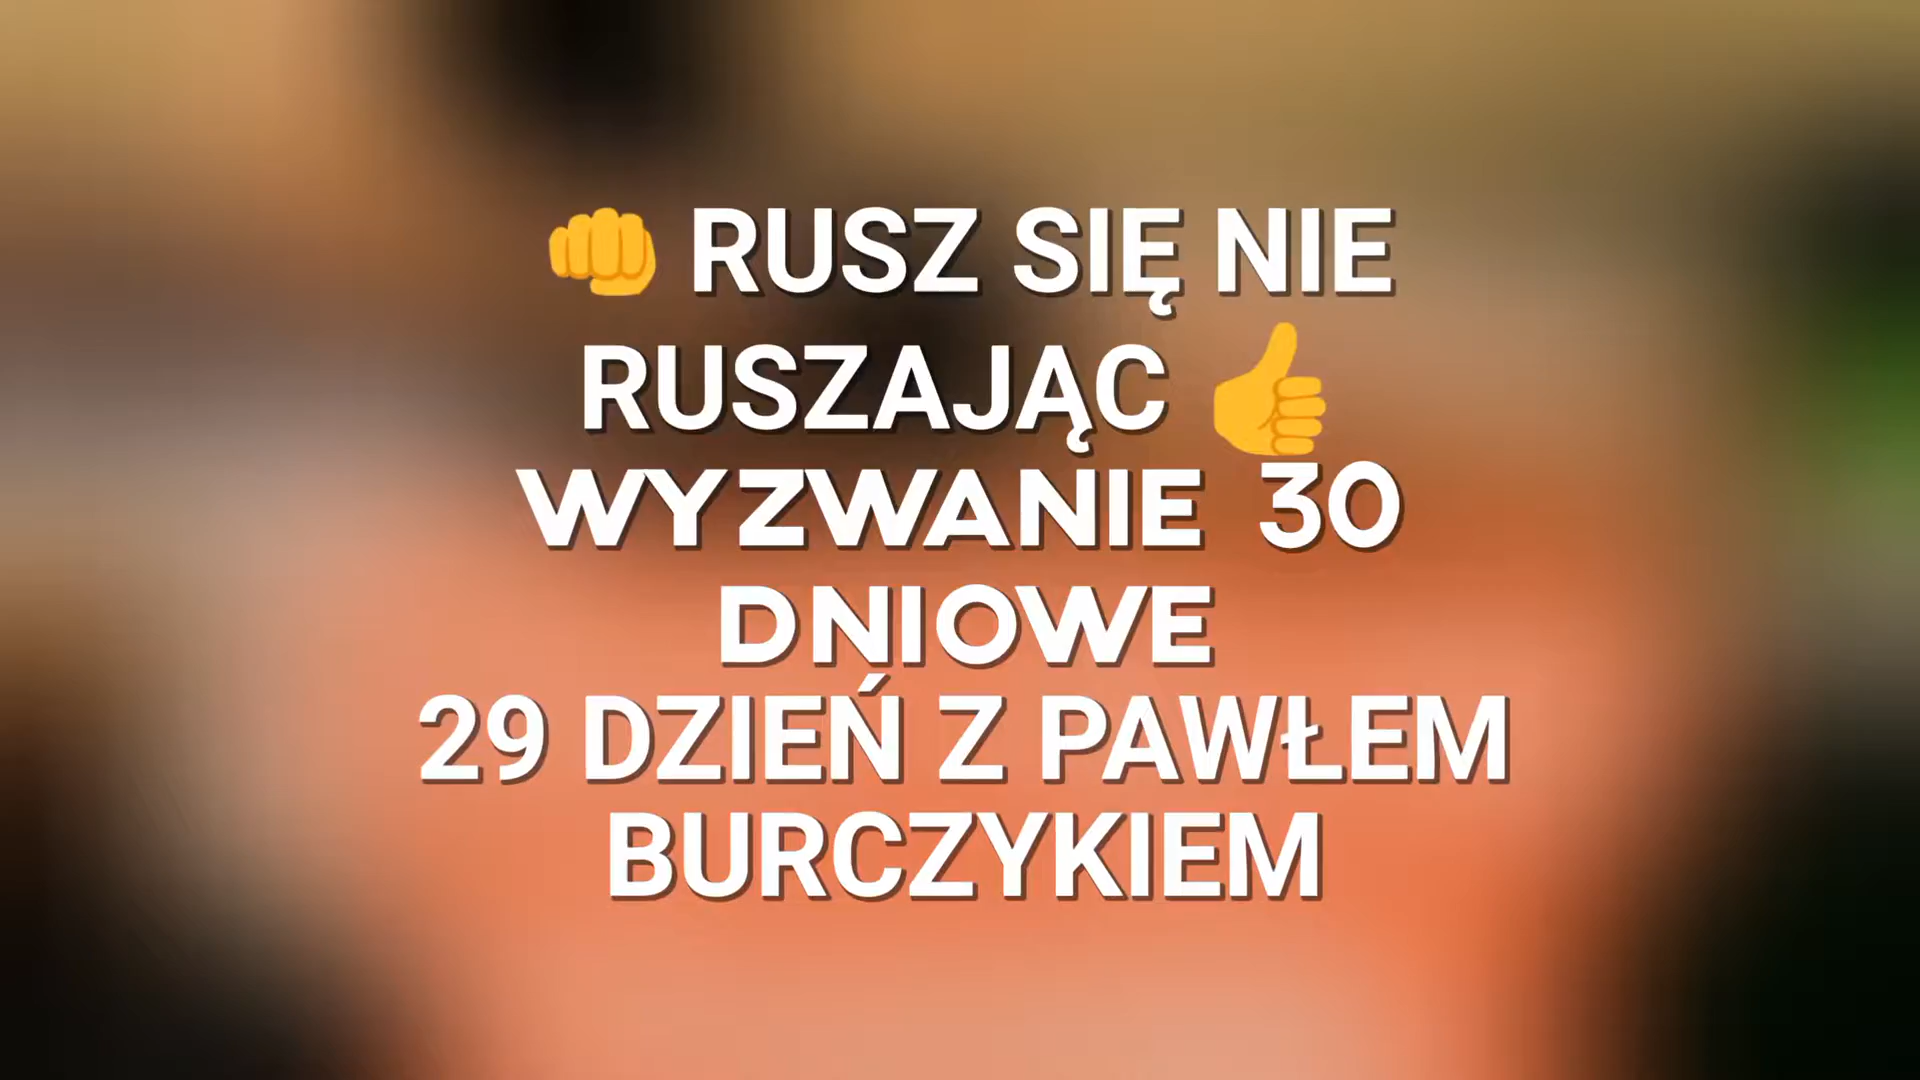 👊 RUSZ SIĘ NIE
RUSZAJĄC 👍
WYZWANIE 30
DNIOWE
29 DZIEŃ Z PAWŁEM
BURCZYKIEM